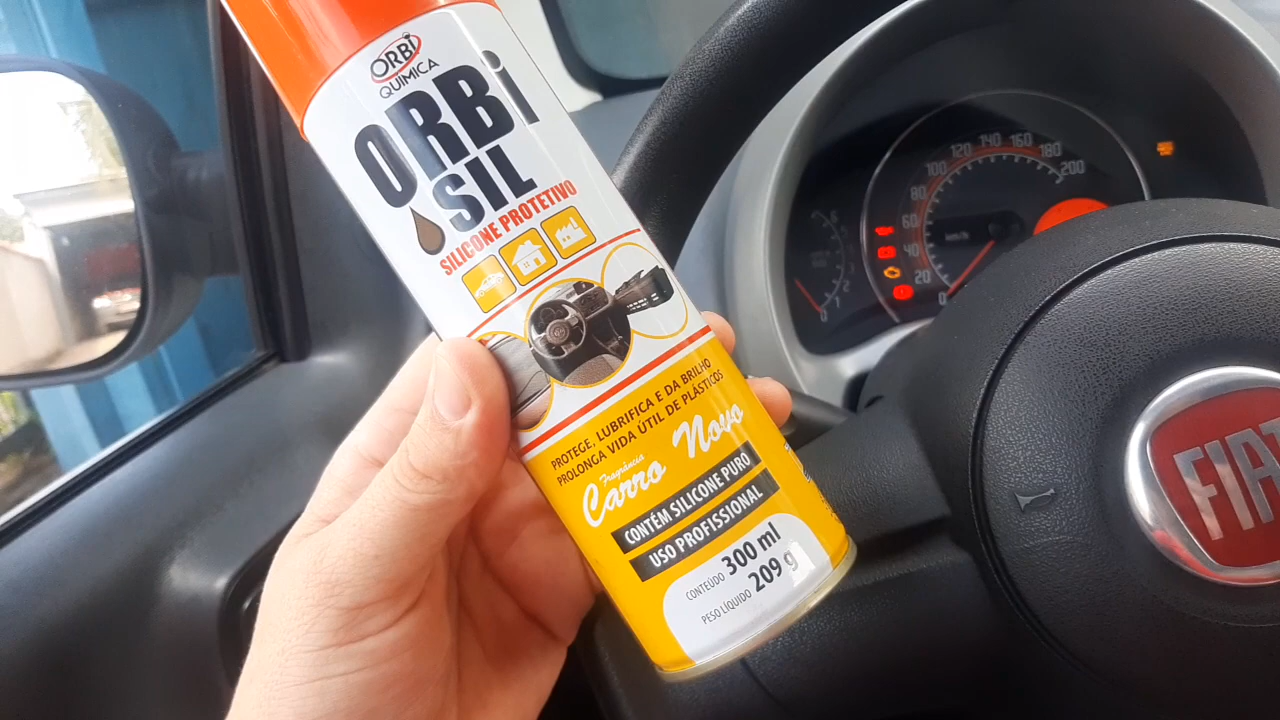 ORBi
QUIMICA
ORBi
SIL
SILICONE PROTETIVO
PROTEGE, LUBRIFICA E DA BRILHO
PROLONGA VIDA ÚTIL DE PLÁSTICOS
Fragrância
Carro Novo
CONTÉM SILICONE PURO
USO PROFISSIONAL
CONTEÚDO 300 ml
PESO LÍQUIDO 209 g
0 20 40 60 80 100 120 140 160 180 200
FIAT